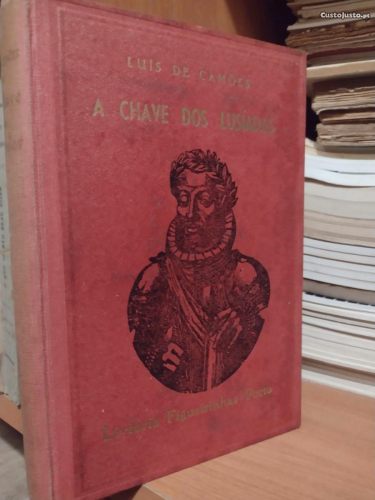 CustoJusto.pt
LUIS DE CAMÕES
A CHAVE DOS LUSÍADAS
Livraria Figueirinhas - Porto